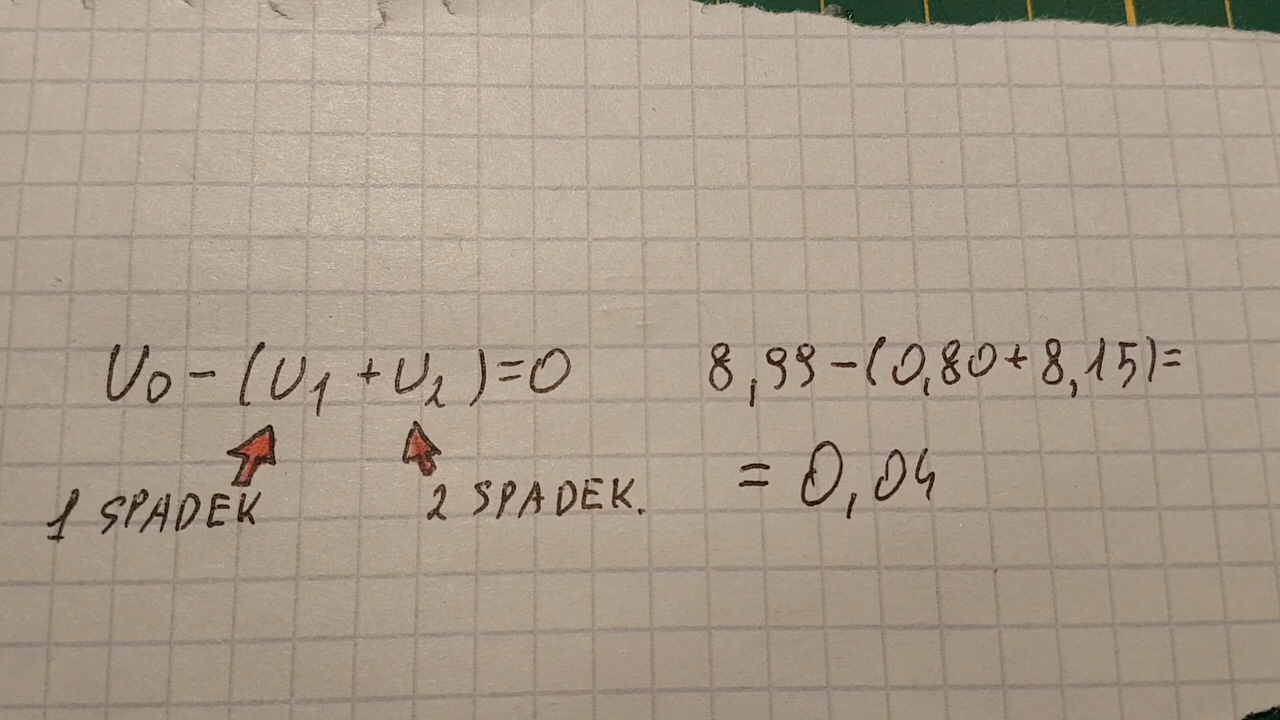 U₀ - (U₁ + U₂) = 0
1 SPADEK
2 SPADEK.
8,99 - (0,80 + 8,15) =
= 0,04